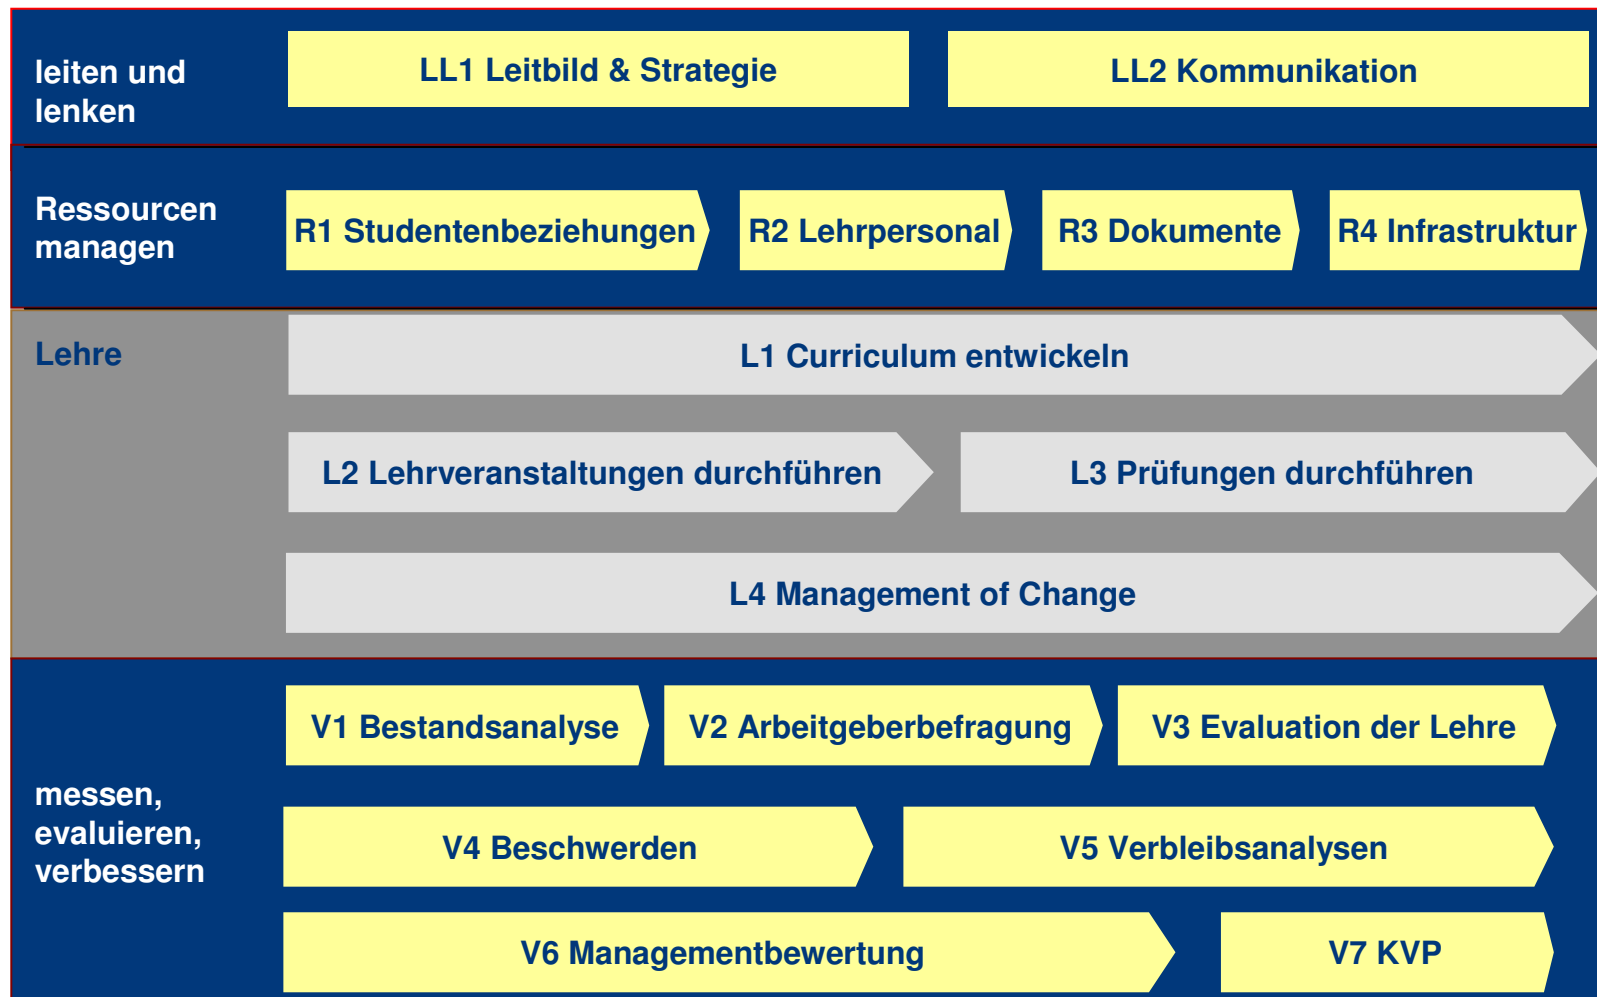 leiten und
lenken
LL1 Leitbild & Strategie
LL2 Kommunikation
Ressourcen
managen
R1 Studentenbeziehungen
R2 Lehrpersonal
R3 Dokumente
R4 Infrastruktur
Lehre
L1 Curriculum entwickeln
L2 Lehrveranstaltungen durchführen
L3 Prüfungen durchführen
L4 Management of Change
messen,
evaluieren,
verbessern
V1 Bestandsanalyse
V2 Arbeitgeberbefragung
V3 Evaluation der Lehre
V4 Beschwerden
V5 Verbleibsanalysen
V6 Managementbewertung
V7 KVP